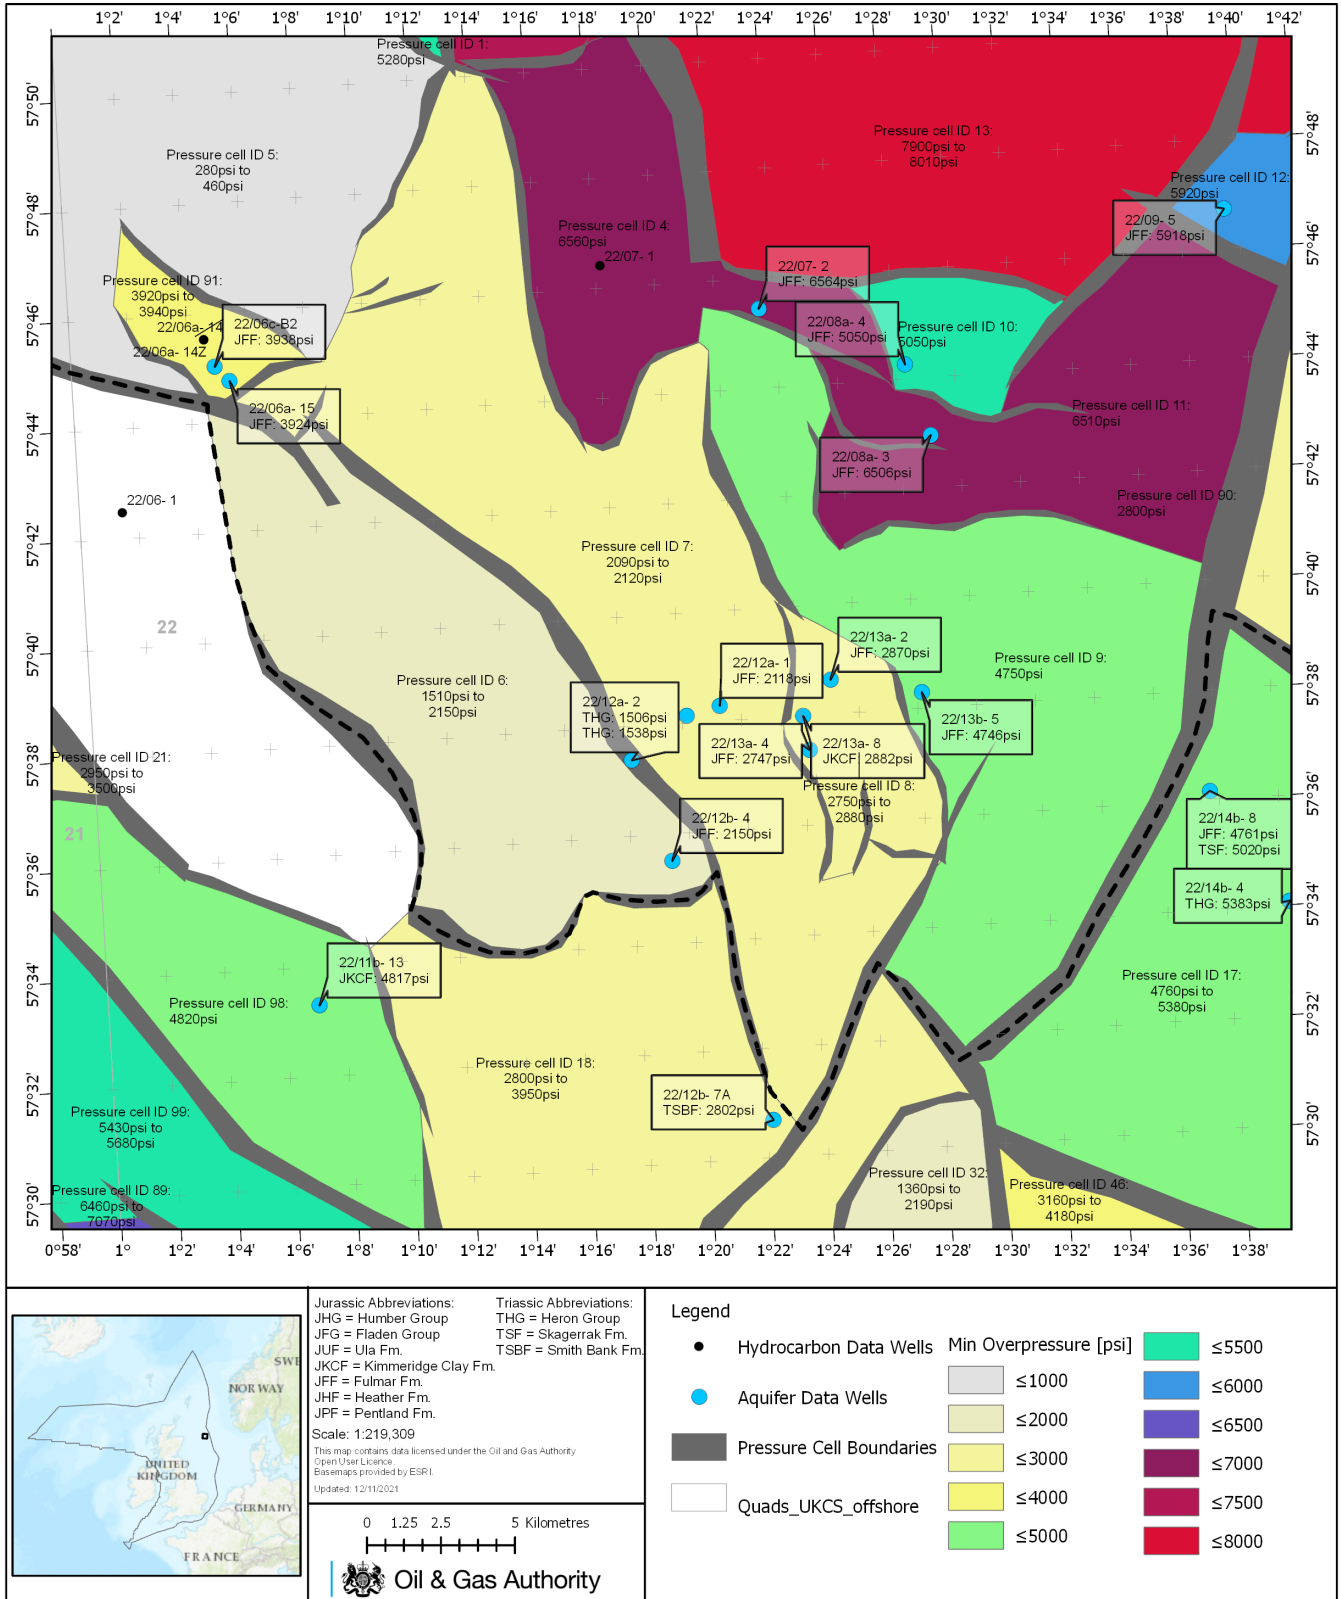 1°2' 1°4' 1°6' 1°8' 1°10' 1°14' 1°16' 1°18' 1°20' 1°24' 1°26' 1°28' 1°30' 1°32' 1°36' 1°38' 1°40' 1°42'
57°50'
57°48'
57°46'
57°44'
57°42'
57°40'
57°38'
57°36'
57°34'
57°32'
57°30'
57°48'
57°46'
57°44'
57°42'
57°40'
57°38'
57°36'
57°34'
57°32'
57°30'
Pressure cell ID 1:
5280psi
Pressure cell ID 5:
280psi to
460psi
Pressure cell ID 13:
7900psi to
8010psi
Pressure cell ID 12:
5920psi
22/09- 5
JFF: 5918psi
Pressure cell ID 4:
6560psi
22/07- 1
22/07- 2
JFF: 6564psi
Pressure cell ID 91:
3920psi to
3940psi
22/06a- 14
22/06a- 14Z
22/06c-B2
JFF: 3938psi
22/08a- 4
JFF: 5050psi
Pressure cell ID 10:
5050psi
22/06a- 15
JFF: 3924psi
Pressure cell ID 11:
6510psi
22/08a- 3
JFF: 6506psi
22/06- 1
Pressure cell ID 90:
2800psi
Pressure cell ID 7:
2090psi to
2120psi
22
22/13a- 2
JFF: 2870psi
22/12a- 1
JFF: 2118psi
Pressure cell ID 9:
4750psi
Pressure cell ID 6:
1510psi to
2150psi
22/12a- 2
THG: 1506psi
THG: 1538psi
22/13b- 5
JFF: 4746psi
22/13a- 4
JFF: 2747psi
22/13a- 8
JKCF: 2882psi
Pressure cell ID 21:
2950psi to
3500psi
Pressure cell ID 8:
2750psi to
2880psi
21
22/12b- 4
JFF: 2150psi
22/14b- 8
JFF: 4761psi
TSF: 5020psi
22/14b- 4
THG: 5383psi
22/11b- 13
JKCF: 4817psi
Pressure cell ID 98:
4820psi
Pressure cell ID 17:
4760psi to
5380psi
Pressure cell ID 18:
2800psi to
3950psi
22/12b- 7A
TSBF: 2802psi
Pressure cell ID 99:
5430psi to
5680psi
Pressure cell ID 32:
1360psi to
2190psi
Pressure cell ID 46:
3160psi to
4180psi
Pressure cell ID 89:
6460psi to
7070psi
0°58' 1° 1°2' 1°4' 1°6' 1°8' 1°10' 1°14' 1°16' 1°18' 1°20' 1°22' 1°24' 1°26' 1°30' 1°32' 1°34' 1°36' 1°38'
SWE
NORWAY
UNITED
KINGDOM
GERMANY
FRANCE
Jurassic Abbreviations:
JHG = Humber Group
JFG = Fladen Group
JUF = Ula Fm.
JKCF = Kimmeridge Clay Fm.
JFF = Fulmar Fm.
JHF = Heather Fm.
JPF = Pentland Fm.
Triassic Abbreviations:
THG = Heron Group
TSF = Skagerrak Fm.
TSBF = Smith Bank Fm.
Scale: 1:219,309
This map contains data licensed under the Oil and Gas Authority
Open User Licence.
Basemaps provided by ESRI.
Updated: 12/11/2021
0 1.25 2.5 5 Kilometres
Oil & Gas Authority
Legend
Hydrocarbon Data Wells
Aquifer Data Wells
Pressure Cell Boundaries
Quads_UKCS_offshore
Min Overpressure [psi]
≤1000
≤2000
≤3000
≤4000
≤5000
≤5500
≤6000
≤6500
≤7000
≤7500
≤8000